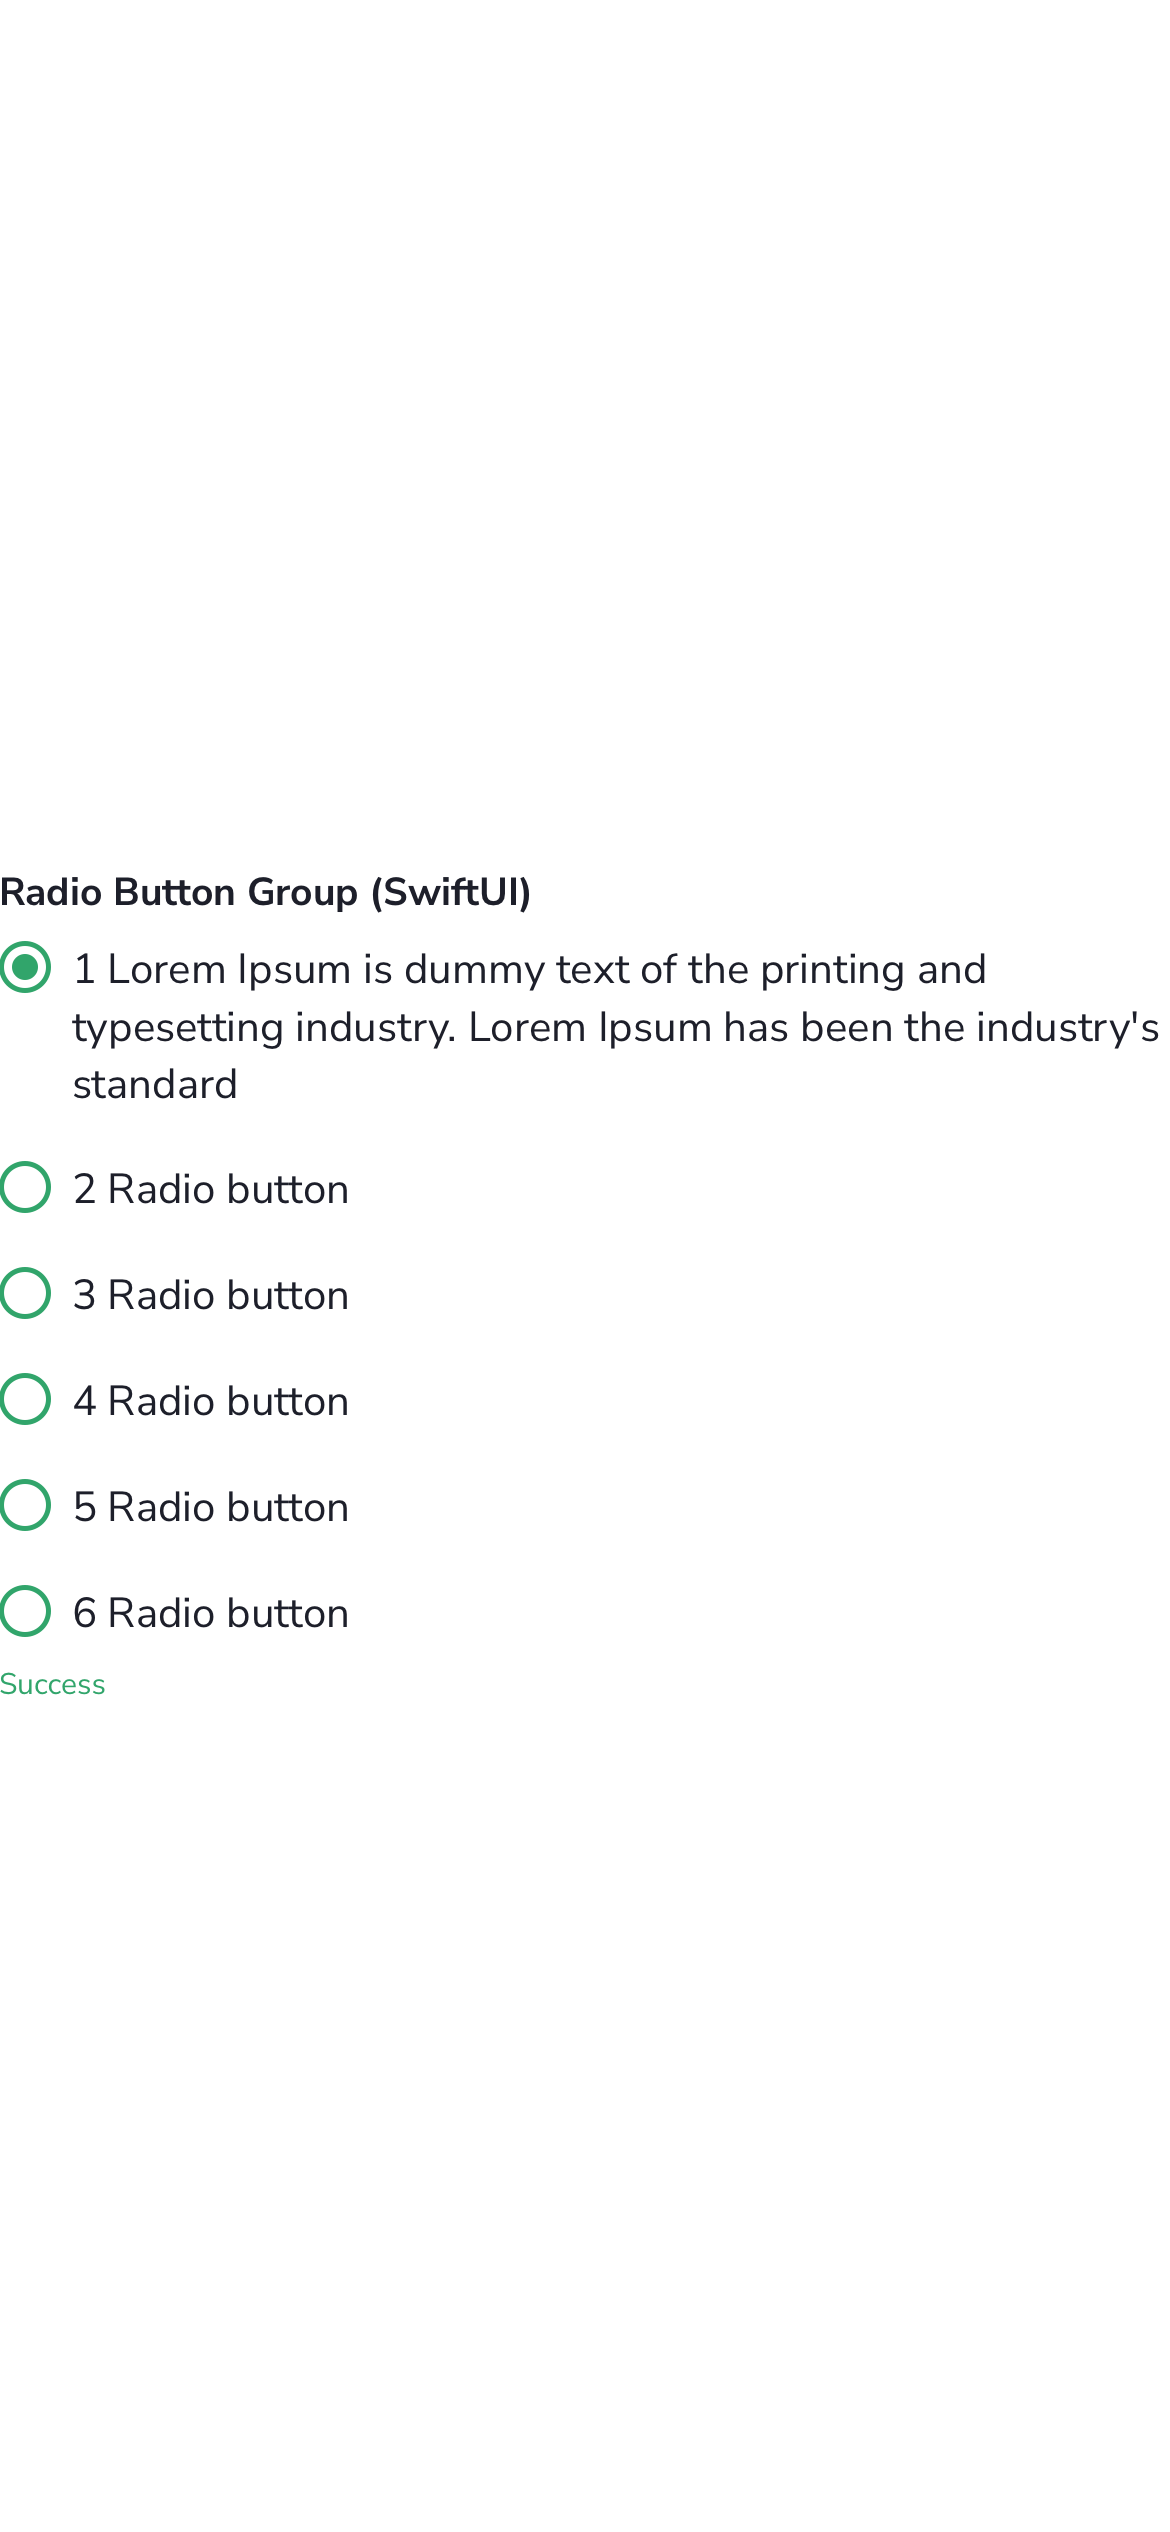 Radio Button Group (SwiftUI)
1 Lorem Ipsum is dummy text of the printing and
typesetting industry. Lorem Ipsum has been the industry's
standard
2 Radio button
3 Radio button
4 Radio button
5 Radio button
6 Radio button
Success